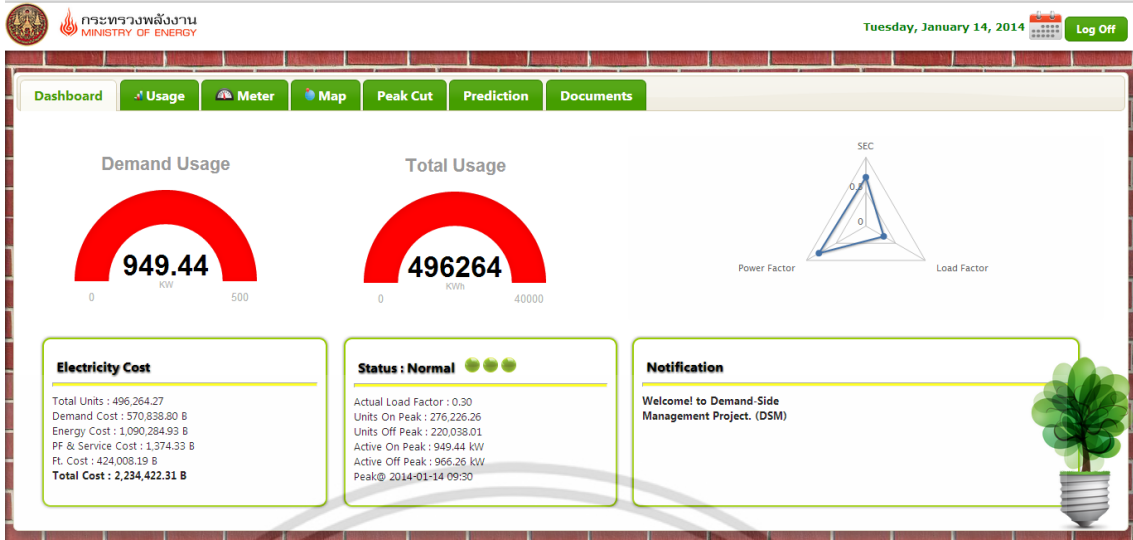 กระทรวงพลังงาน
MINISTRY OF ENERGY
Tuesday, January 14, 2014
Log Off
Dashboard
Usage
Meter
Map
Peak Cut
Prediction
Documents
Demand Usage
949.44
KW
0
500
Total Usage
496264
KWh
0
40000
SEC
0.5
0
Power Factor
Load Factor
Electricity Cost
Total Units : 496,264.27
Demand Cost : 570,838.80 B
Energy Cost : 1,090,284.93 B
PF & Service Cost : 1,374.33 B
Ft. Cost : 424,008.19 B
Total Cost : 2,234,422.31 B
Status : Normal
Actual Load Factor : 0.30
Units On Peak : 276,226.26
Units Off Peak : 220,038.01
Active On Peak : 949.44 kW
Active Off Peak : 966.26 kW
Peak@ 2014-01-14 09:30
Notification
Welcome! to Demand-Side
Management Project. (DSM)